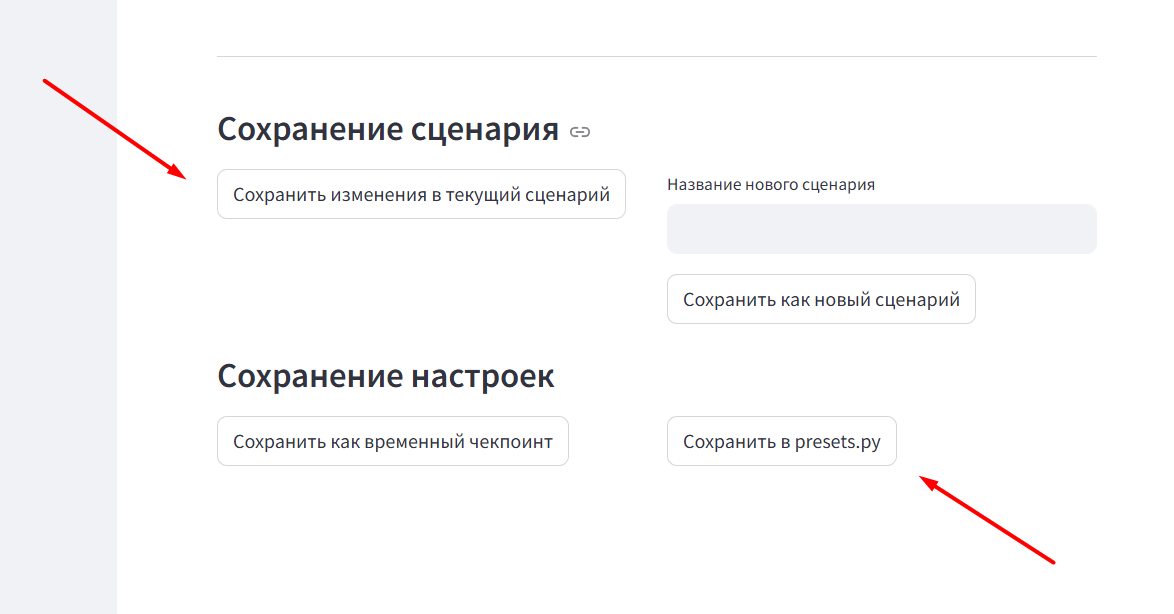 Сохранение сценария
Сохранить изменения в текущий сценарий
Название нового сценария
Сохранить как новый сценарий
Сохранение настроек
Сохранить как временный чекпоинт
Сохранить в presets.py